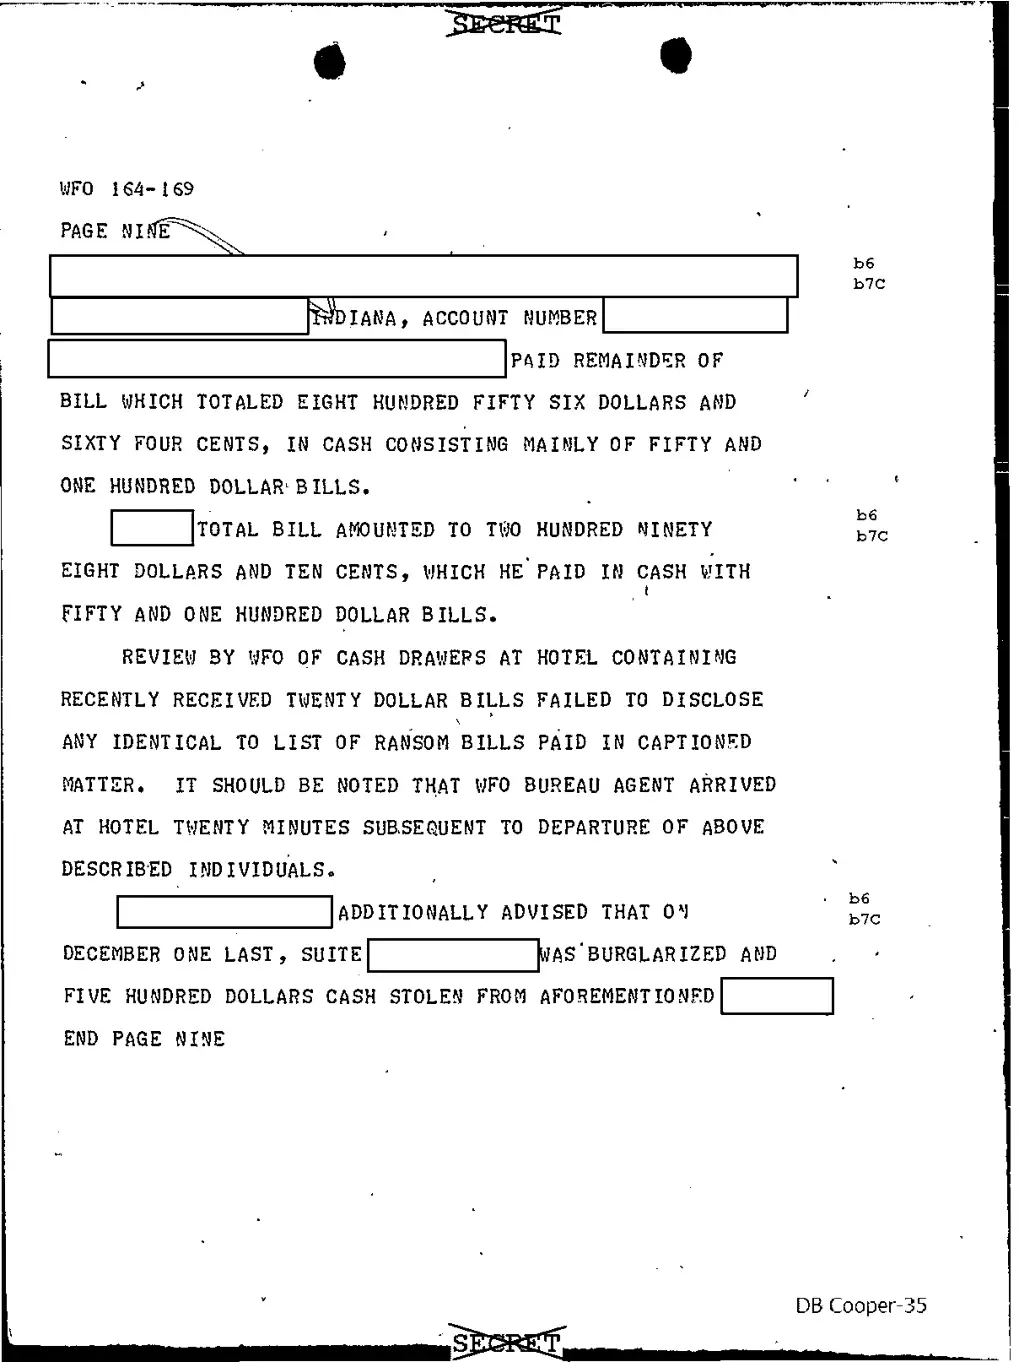 SECRET
WFO 164-169
PAGE NINE
b6
b7C
INDIANA, ACCOUNT NUMBER
PAID REMAINDER OF
BILL WHICH TOTALED EIGHT HUNDRED FIFTY SIX DOLLARS AND
SIXTY FOUR CENTS, IN CASH CONSISTING MAINLY OF FIFTY AND
ONE HUNDRED DOLLAR BILLS.
TOTAL BILL AMOUNTED TO TWO HUNDRED NINETY
b6
b7C
EIGHT DOLLARS AND TEN CENTS, WHICH HE PAID IN CASH WITH
FIFTY AND ONE HUNDRED DOLLAR BILLS.
REVIEW BY WFO OF CASH DRAWERS AT HOTEL CONTAINING
RECENTLY RECEIVED TWENTY DOLLAR BILLS FAILED TO DISCLOSE
ANY IDENTICAL TO LIST OF RANSOM BILLS PAID IN CAPTIONED
MATTER. IT SHOULD BE NOTED THAT WFO BUREAU AGENT ARRIVED
AT HOTEL TWENTY MINUTES SUBSEQUENT TO DEPARTURE OF ABOVE
DESCRIBED INDIVIDUALS.
ADDITIONALLY ADVISED THAT ON
b6
b7C
DECEMBER ONE LAST, SUITE WAS BURGLARIZED AND
FIVE HUNDRED DOLLARS CASH STOLEN FROM AFOREMENTIONED
END PAGE NINE
DB Cooper-35
SECRET